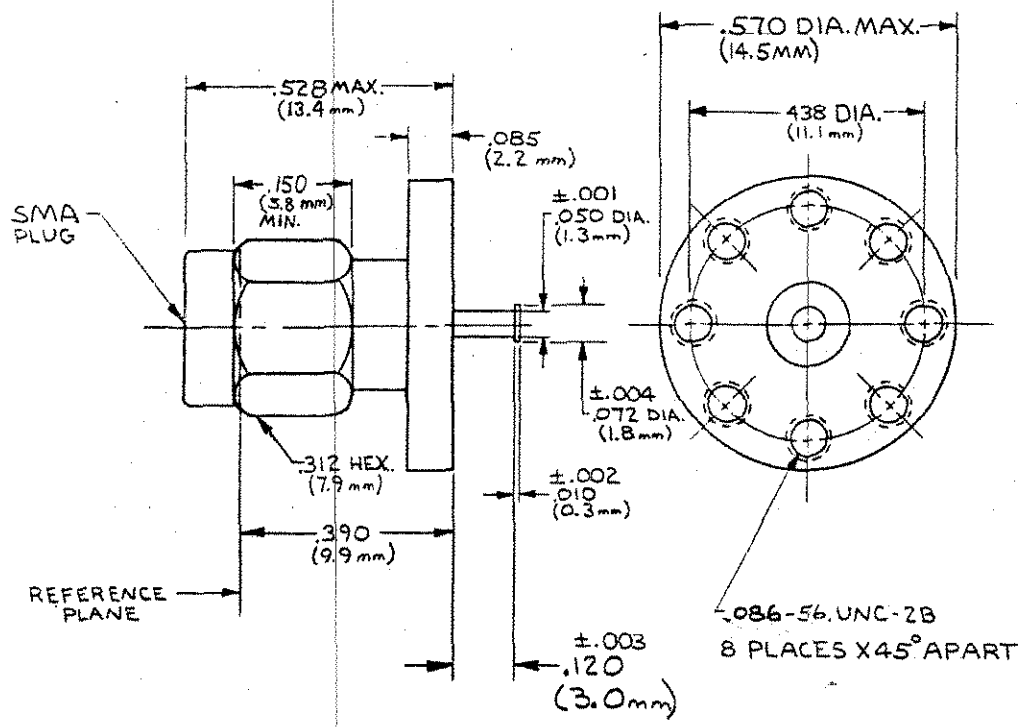 .570 DIA. MAX.
(14.5MM)
.528 MAX.
(13.4 mm)
.438 DIA.
(11.1 mm)
.085
(2.2 mm)
.150
(3.8 mm)
MIN.
±.001
.050 DIA.
(1.3mm)
SMA
PLUG
±.004
.072 DIA.
(1.8mm)
.312 HEX.
(7.9 mm)
±.002
.010
(0.3mm)
.390
(9.9 mm)
REFERENCE
PLANE
.086-56.UNC-2B
8 PLACES X 45° APART
±.003
.120
(3.0mm)